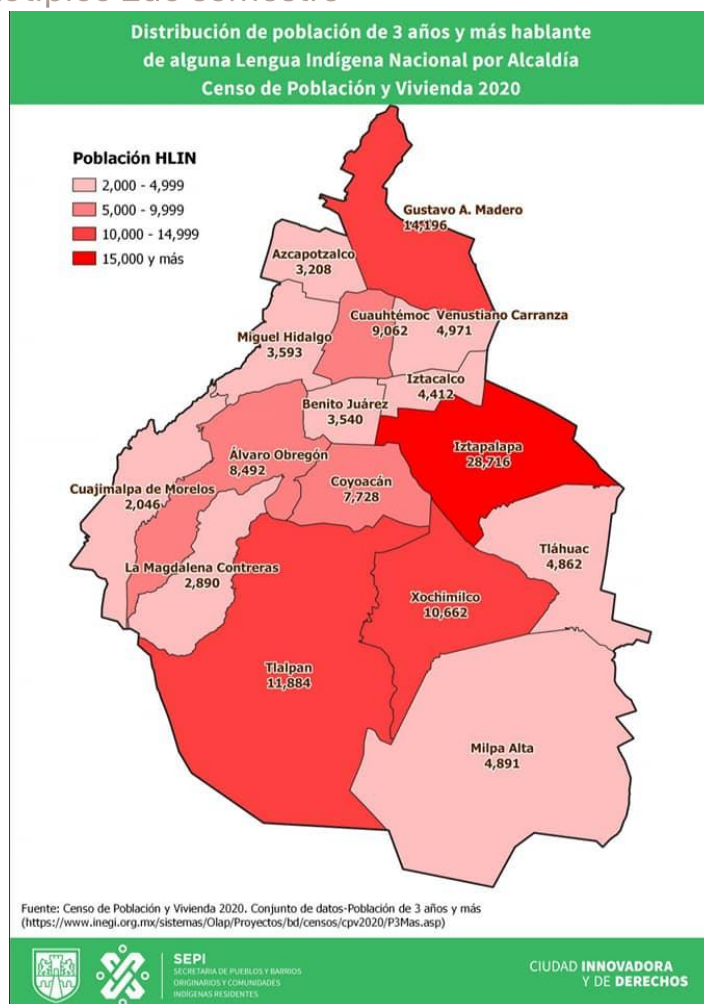 2do semestre
Distribución de población de 3 años y más hablante
de alguna Lengua Indígena Nacional por Alcaldía
Censo de Población y Vivienda 2020
Población HLIN
2,000 - 4,999
5,000 - 9,999
10,000 - 14,999
15,000 y más
Gustavo A. Madero
14,196
Azcapotzalco
3,208
Cuauhtémoc
9,062
Venustiano Carranza
4,971
Miguel Hidalgo
3,593
Iztacalco
4,412
Benito Juárez
3,540
Iztapalapa
28,716
Álvaro Obregón
8,492
Coyoacán
7,728
Cuajimalpa de Morelos
2,046
Tláhuac
4,862
La Magdalena Contreras
2,890
Xochimilco
10,662
Tlalpan
11,884
Milpa Alta
4,891
Fuente: Censo de Población y Vivienda 2020. Conjunto de datos-Población de 3 años y más
(https://www.inegi.org.mx/sistemas/Olap/Proyectos/bd/censos/cpv2020/P3Mas.asp)
SEPI
SECRETARÍA DE PUEBLOS Y BARRIOS
ORIGINARIOS Y COMUNIDADES
INDÍGENAS RESIDENTES
CIUDAD INNOVADORA
Y DE DERECHOS